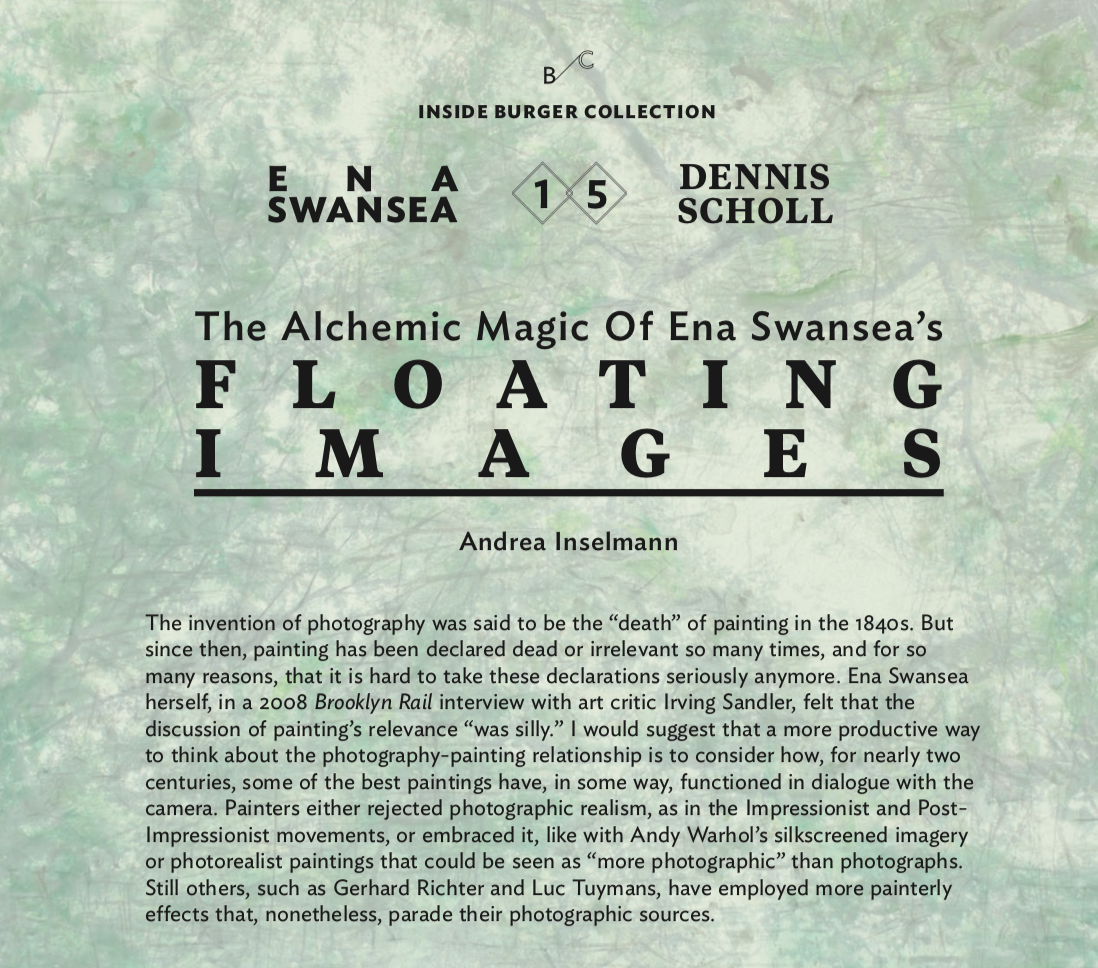 B C
INSIDE BURGER COLLECTION
ENA
SWANSEA
15
DENNIS
SCHOLL
The Alchemic Magic Of Ena Swansea’s
FLOATING
IMAGES
Andrea Inselmann
The invention of photography was said to be the “death” of painting in the 1840s. But
since then, painting has been declared dead or irrelevant so many times, and for so
many reasons, that it is hard to take these declarations seriously anymore. Ena Swansea
herself, in a 2008 Brooklyn Rail interview with art critic Irving Sandler, felt that the
discussion of painting’s relevance “was silly.” I would suggest that a more productive way
to think about the photography-painting relationship is to consider how, for nearly two
centuries, some of the best paintings have, in some way, functioned in dialogue with the
camera. Painters either rejected photographic realism, as in the Impressionist and Post-
Impressionist movements, or embraced it, like with Andy Warhol’s silkscreened imagery
or photorealist paintings that could be seen as “more photographic” than photographs.
Still others, such as Gerhard Richter and Luc Tuymans, have employed more painterly
effects that, nonetheless, parade their photographic sources.